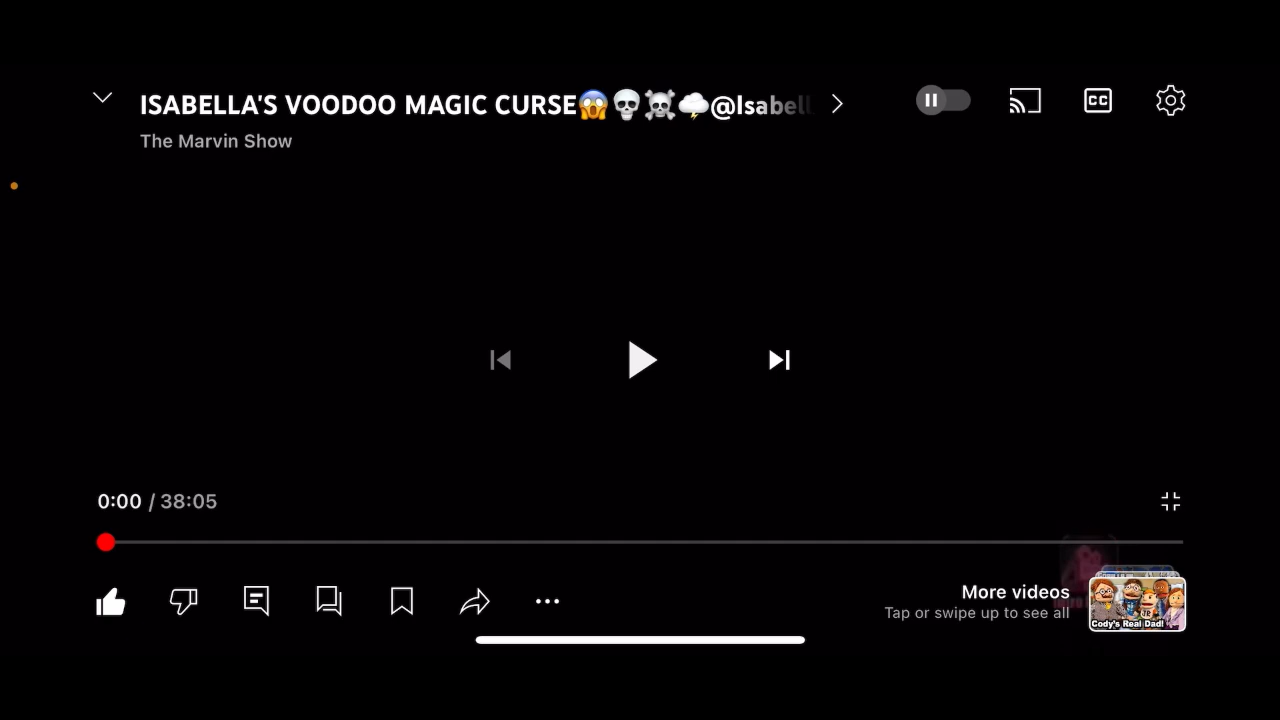 ISABELLA'S VOODOO MAGIC CURSE😱💀☠️🌩️@Isabell
The Marvin Show
CC
0:00 / 38:05
More videos
Tap or swipe up to see all
Cody's Real Dad!